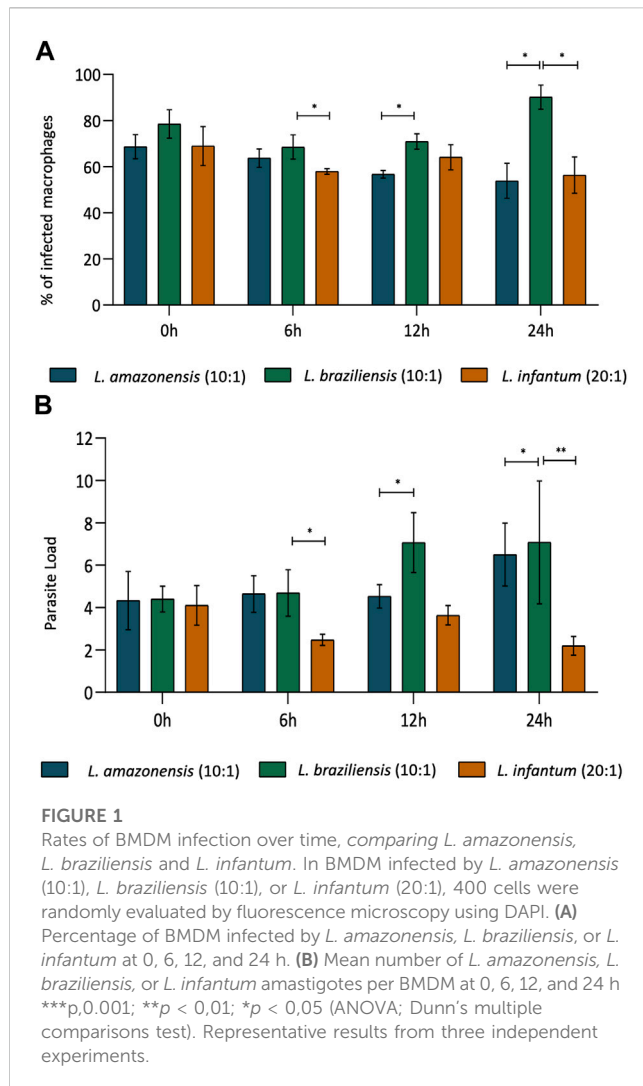 A
% of infected macrophages
100
80
60
40
20
0
*
*
*
*
0h 6h 12h 24h
L. amazonensis (10:1) L. braziliensis (10:1) L. infantum (20:1)
B
Parasite Load
12
10
8
6
4
2
0
*
*
*
**
0h 6h 12h 24h
L. amazonensis (10:1) L. braziliensis (10:1) L. infantum (20:1)
FIGURE 1
Rates of BMDM infection over time, comparing L. amazonensis,
L. braziliensis and L. infantum. In BMDM infected by L. amazonensis
(10:1), L. braziliensis (10:1), or L. infantum (20:1), 400 cells were
randomly evaluated by fluorescence microscopy using DAPI. (A)
Percentage of BMDM infected by L. amazonensis, L. braziliensis, or L.
infantum at 0, 6, 12, and 24 h. (B) Mean number of L. amazonensis, L.
braziliensis, or L. infantum amastigotes per BMDM at 0, 6, 12, and 24 h
***p,0.001; **p < 0,01; *p < 0,05 (ANOVA; Dunn's multiple
comparisons test). Representative results from three independent
experiments.